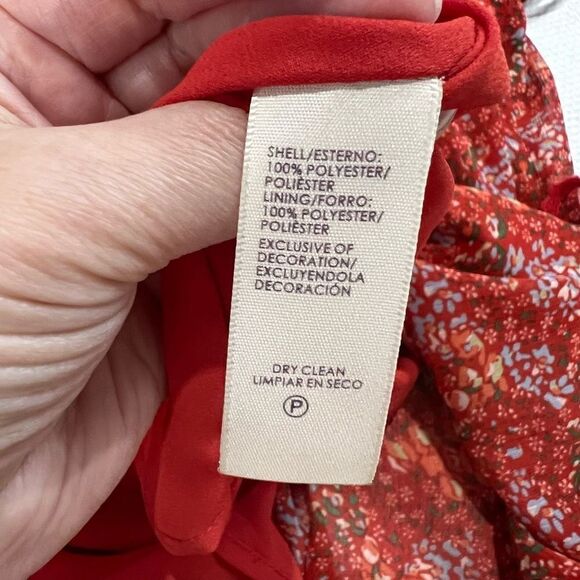 SHELL/ESTERNO:
100% POLYESTER/
POLIÈSTER
LINING/FORRO:
100% POLYESTER/
POLIÈSTER
EXCLUSIVE OF
DECORATION/
EXCLUYENDOLA
DECORACIÓN
DRY CLEAN
LIMPIAR EN SECO
P